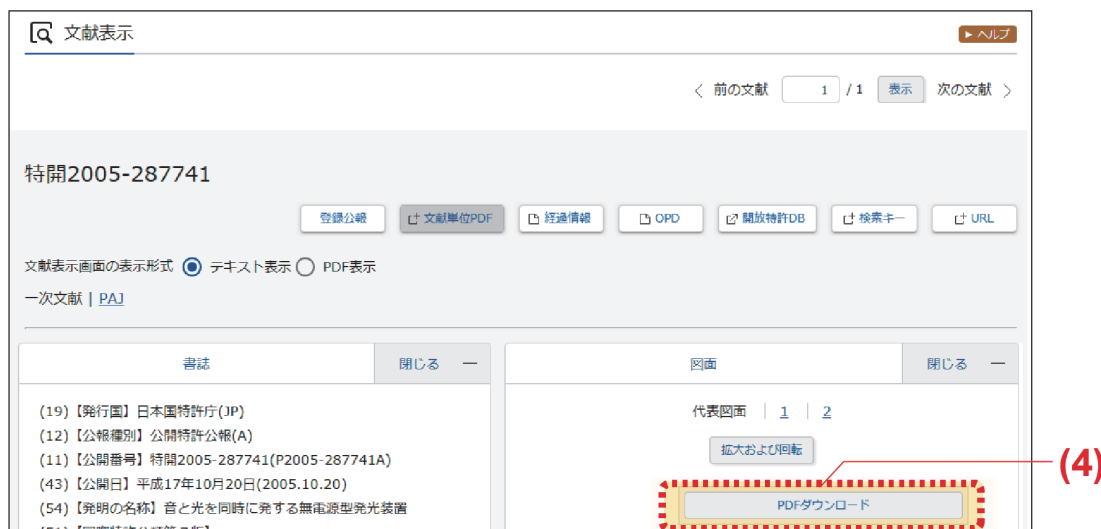 文献表示
ヘルプ
前の文献 1 / 1 表示 次の文献
特開2005-287741
登録公報 文献単位PDF 経過情報 OPD 開放特許DB 検索キー URL
文献表示画面の表示形式 テキスト表示 PDF表示
一次文献 | PAJ
書誌 閉じる —
図面 閉じる —
(19)【発行国】日本国特許庁(JP)
(12)【公報種別】公開特許公報(A)
(11)【公開番号】特開2005-287741(P2005-287741A)
(43)【公開日】平成17年10月20日(2005.10.20)
(54)【発明の名称】音と光を同時に発する無電源型発光装置
代表図面 | 1 | 2
拡大および回転
PDFダウンロード
(4)